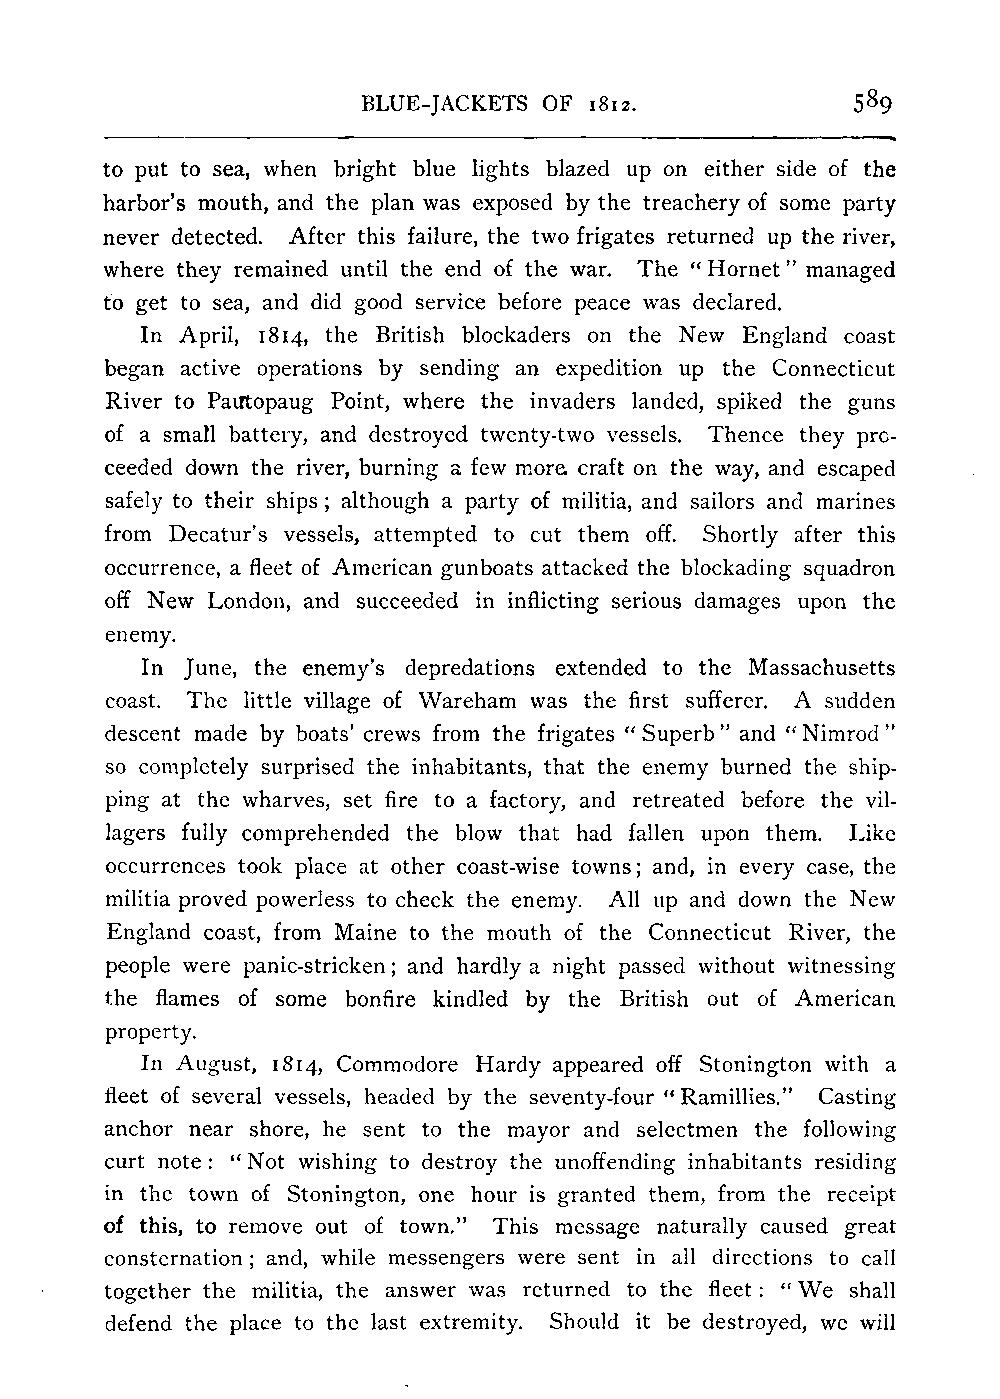 BLUE-JACKETS OF 1812. 589
to put to sea, when bright blue lights blazed up on either side of the
harbor's mouth, and the plan was exposed by the treachery of some party
never detected. After this failure, the two frigates returned up the river,
where they remained until the end of the war. The "Hornet" managed
to get to sea, and did good service before peace was declared.
In April, 1814, the British blockaders on the New England coast
began active operations by sending an expedition up the Connecticut
River to Pautopaug Point, where the invaders landed, spiked the guns
of a small battery, and destroyed twenty-two vessels. Thence they pro-
ceeded down the river, burning a few more craft on the way, and escaped
safely to their ships; although a party of militia, and sailors and marines
from Decatur's vessels, attempted to cut them off. Shortly after this
occurrence, a fleet of American gunboats attacked the blockading squadron
off New London, and succeeded in inflicting serious damages upon the
enemy.
In June, the enemy's depredations extended to the Massachusetts
coast. The little village of Wareham was the first sufferer. A sudden
descent made by boats' crews from the frigates "Superb" and "Nimrod"
so completely surprised the inhabitants, that the enemy burned the ship-
ping at the wharves, set fire to a factory, and retreated before the vil-
lagers fully comprehended the blow that had fallen upon them. Like
occurrences took place at other coast-wise towns; and, in every case, the
militia proved powerless to check the enemy. All up and down the New
England coast, from Maine to the mouth of the Connecticut River, the
people were panic-stricken; and hardly a night passed without witnessing
the flames of some bonfire kindled by the British out of American
property.
In August, 1814, Commodore Hardy appeared off Stonington with a
fleet of several vessels, headed by the seventy-four "Ramillies." Casting
anchor near shore, he sent to the mayor and selectmen the following
curt note: "Not wishing to destroy the unoffending inhabitants residing
in the town of Stonington, one hour is granted them, from the receipt
of this, to remove out of town." This message naturally caused great
consternation; and, while messengers were sent in all directions to call
together the militia, the answer was returned to the fleet: "We shall
defend the place to the last extremity. Should it be destroyed, we will